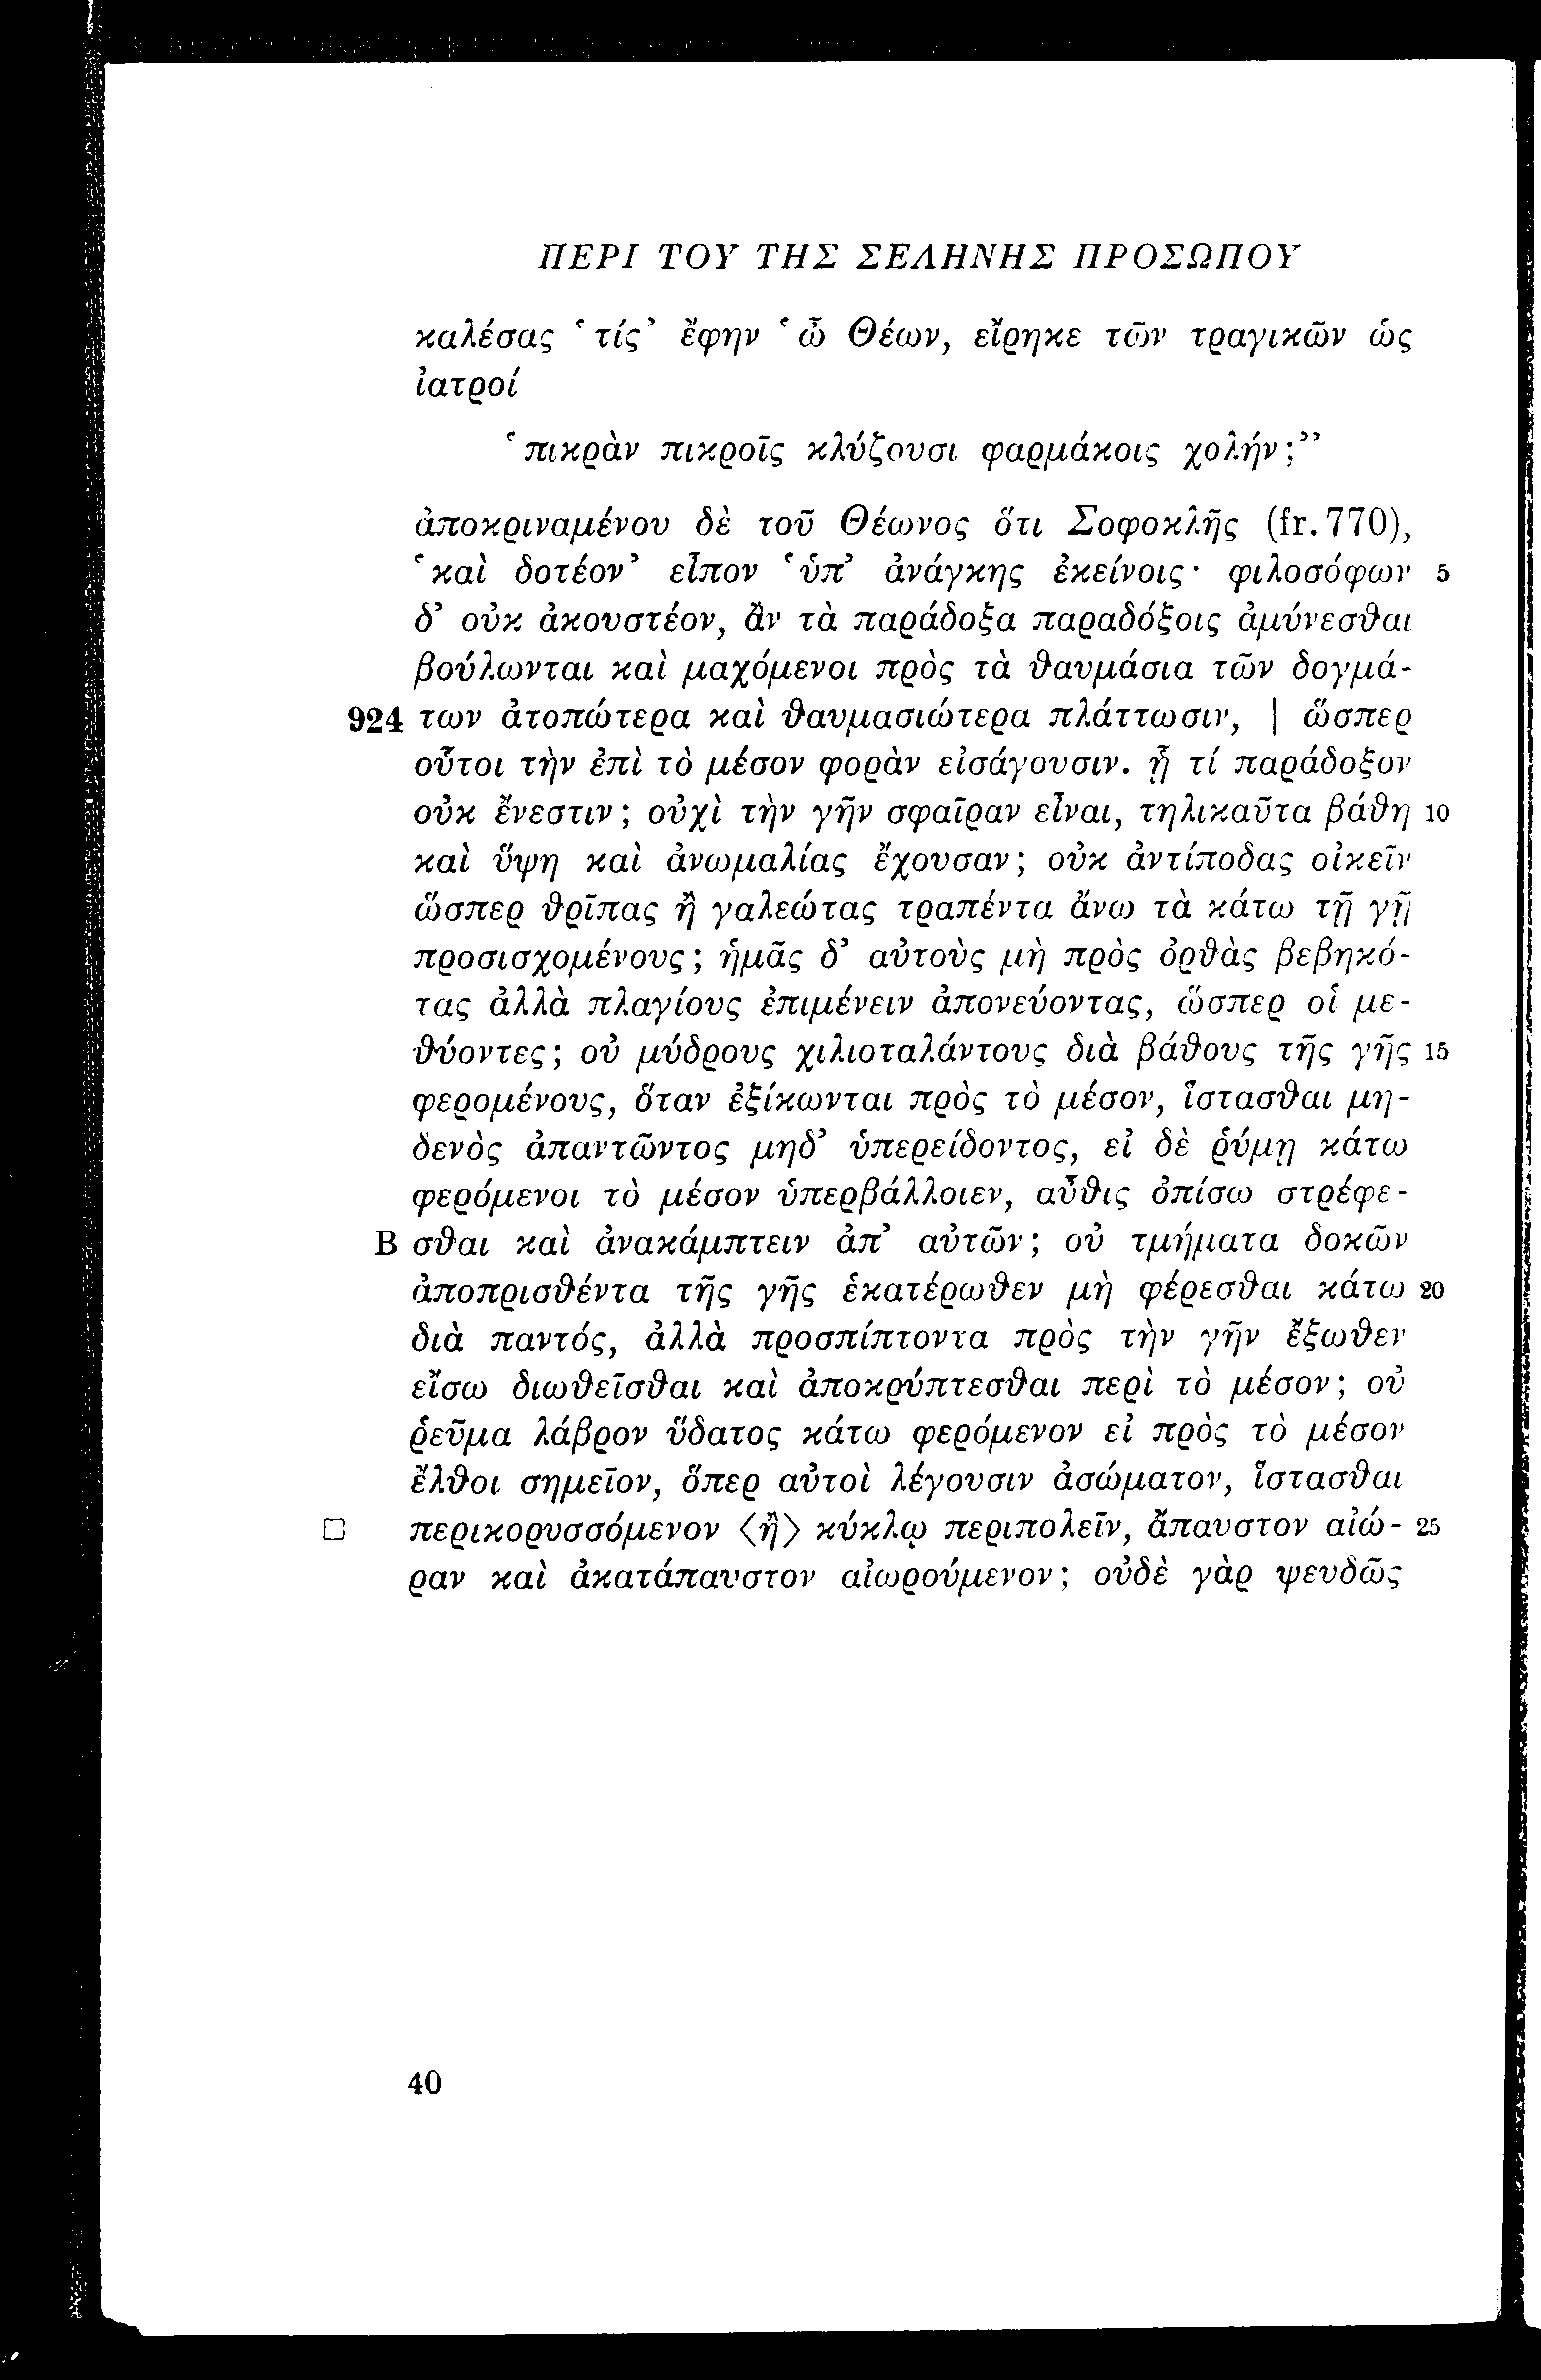 ΠΕΡΙ ΤΟΥ ΤΗΣ ΣΕΛΗΝΗΣ ΠΡΟΣΩΠΟΥ
καλέσας ‘τίς’ ἔφην ‘ὦ Θέων, εἴρηκε τῶν τραγικῶν ὡς
ἰατροί
‘πικρὰν πικροῖς κλύζουσι φαρμάκοις χολήν;’’
ἀποκριναμένου δὲ τοῦ Θέωνος ὅτι Σοφοκλῆς (fr. 770),
‘καὶ δοτέον’ εἶπον ‘ὑπ’ ἀνάγκης ἐκείνοις· φιλοσόφων 5
δ’ οὐκ ἀκουστέον, ἂν τὰ παράδοξα παραδόξοις ἀμύνεσθαι
βούλωνται καὶ μαχόμενοι πρὸς τὰ θαυμάσια τῶν δογμά-
924 των ἀτοπώτερα καὶ θαυμασιώτερα πλάττωσιν, | ὥσπερ
οὗτοι τὴν ἐπὶ τὸ μέσον φορὰν εἰσάγουσιν. ᾗ τί παράδοξον
οὐκ ἔνεστιν; οὐχὶ τὴν γῆν σφαῖραν εἶναι, τηλικαῦτα βάθη 10
καὶ ὕψη καὶ ἀνωμαλίας ἔχουσαν; οὐκ ἀντίποδας οἰκεῖν
ὥσπερ θρῖπας ἢ γαλεώτας τραπέντα ἄνω τὰ κάτω τῇ γῇ
προσισχομένους; ἡμᾶς δ’ αὐτοὺς μὴ πρὸς ὀρθὰς βεβηκό-
τας ἀλλὰ πλαγίους ἐπιμένειν ἀπονεύοντας, ὥσπερ οἱ με-
θύοντες; οὐ μύδρους χιλιοταλάντους διὰ βάθους τῆς γῆς 15
φερομένους, ὅταν ἐξίκωνται πρὸς τὸ μέσον, ἵστασθαι μη-
δενὸς ἀπαντῶντος μηδ’ ὑπερείδοντος, εἰ δὲ ῥύμῃ κάτω
φερόμενοι τὸ μέσον ὑπερβάλλοιεν, αὖθις ὀπίσω στρέφε-
B σθαι καὶ ἀνακάμπτειν ἀπ’ αὐτῶν; οὐ τμήματα δοκῶν
ἀποπρισθέντα τῆς γῆς ἑκατέρωθεν μὴ φέρεσθαι κάτω 20
διὰ παντός, ἀλλὰ προσπίπτοντα πρὸς τὴν γῆν ἔξωθεν
εἴσω διωθεῖσθαι καὶ ἀποκρύπτεσθαι περὶ τὸ μέσον; οὐ
ῥεῦμα λάβρον ὕδατος κάτω φερόμενον εἰ πρὸς τὸ μέσον
ἔλθοι σημεῖον, ὅπερ αὐτοὶ λέγουσιν ἀσώματον, ἵστασθαι
□ περικορυσσόμενον 〈ἢ〉 κύκλῳ περιπολεῖν, ἄπαυστον αἰώ- 25
ραν καὶ ἀκατάπαυστον αἰωρούμενον; οὐδὲ γὰρ ψευδῶς
40